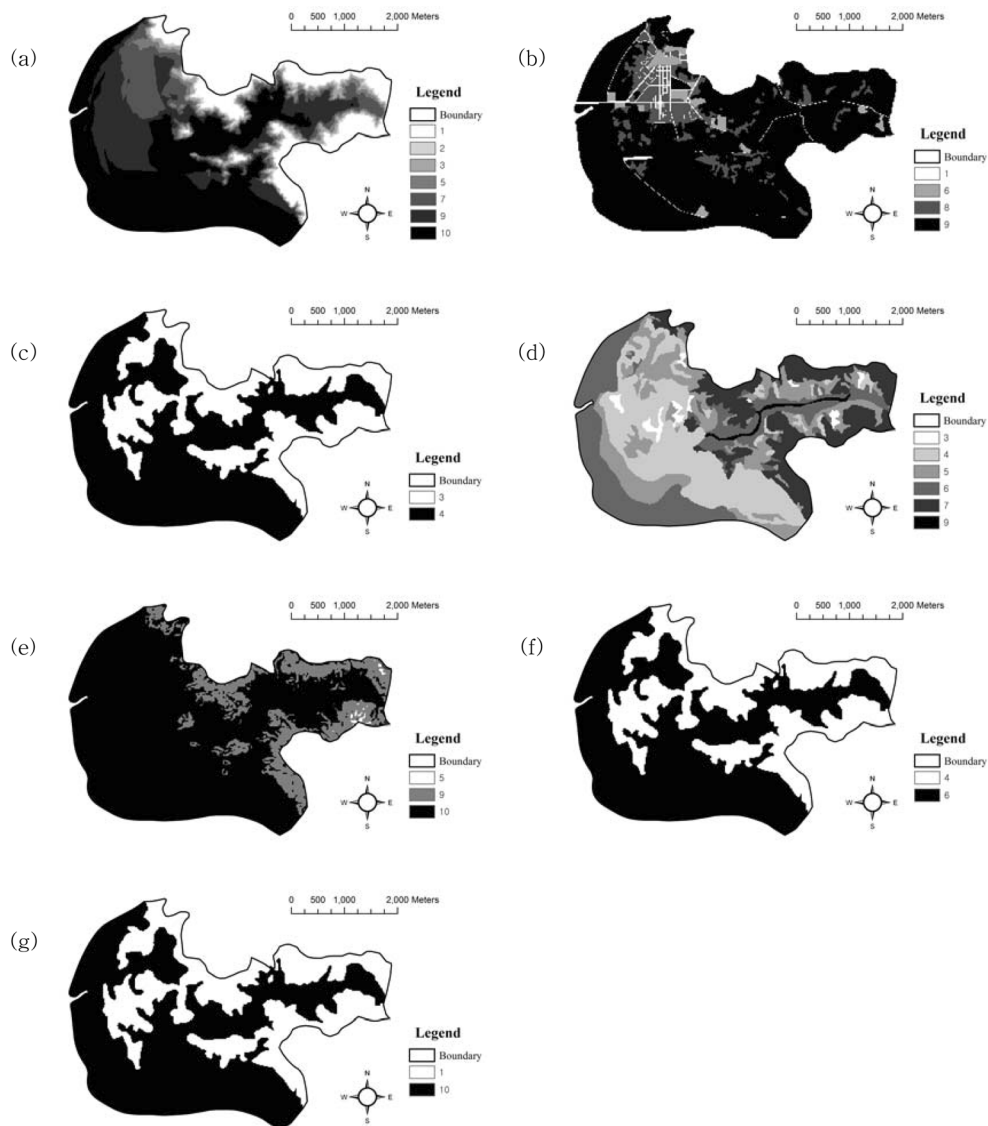 (a)
0 500 1,000 2,000 Meters
Legend
Boundary
1
2
3
5
7
9
10
N
W E
S
(b)
0 500 1,000 2,000 Meters
Legend
Boundary
1
6
8
9
N
W E
S
(c)
0 500 1,000 2,000 Meters
Legend
Boundary
3
4
N
W E
S
(d)
0 500 1,000 2,000 Meters
Legend
Boundary
3
4
5
6
7
9
N
W E
S
(e)
0 500 1,000 2,000 Meters
Legend
Boundary
5
9
10
N
W E
S
(f)
0 500 1,000 2,000 Meters
Legend
Boundary
4
6
N
W E
S
(g)
0 500 1,000 2,000 Meters
Legend
Boundary
1
10
N
W E
S